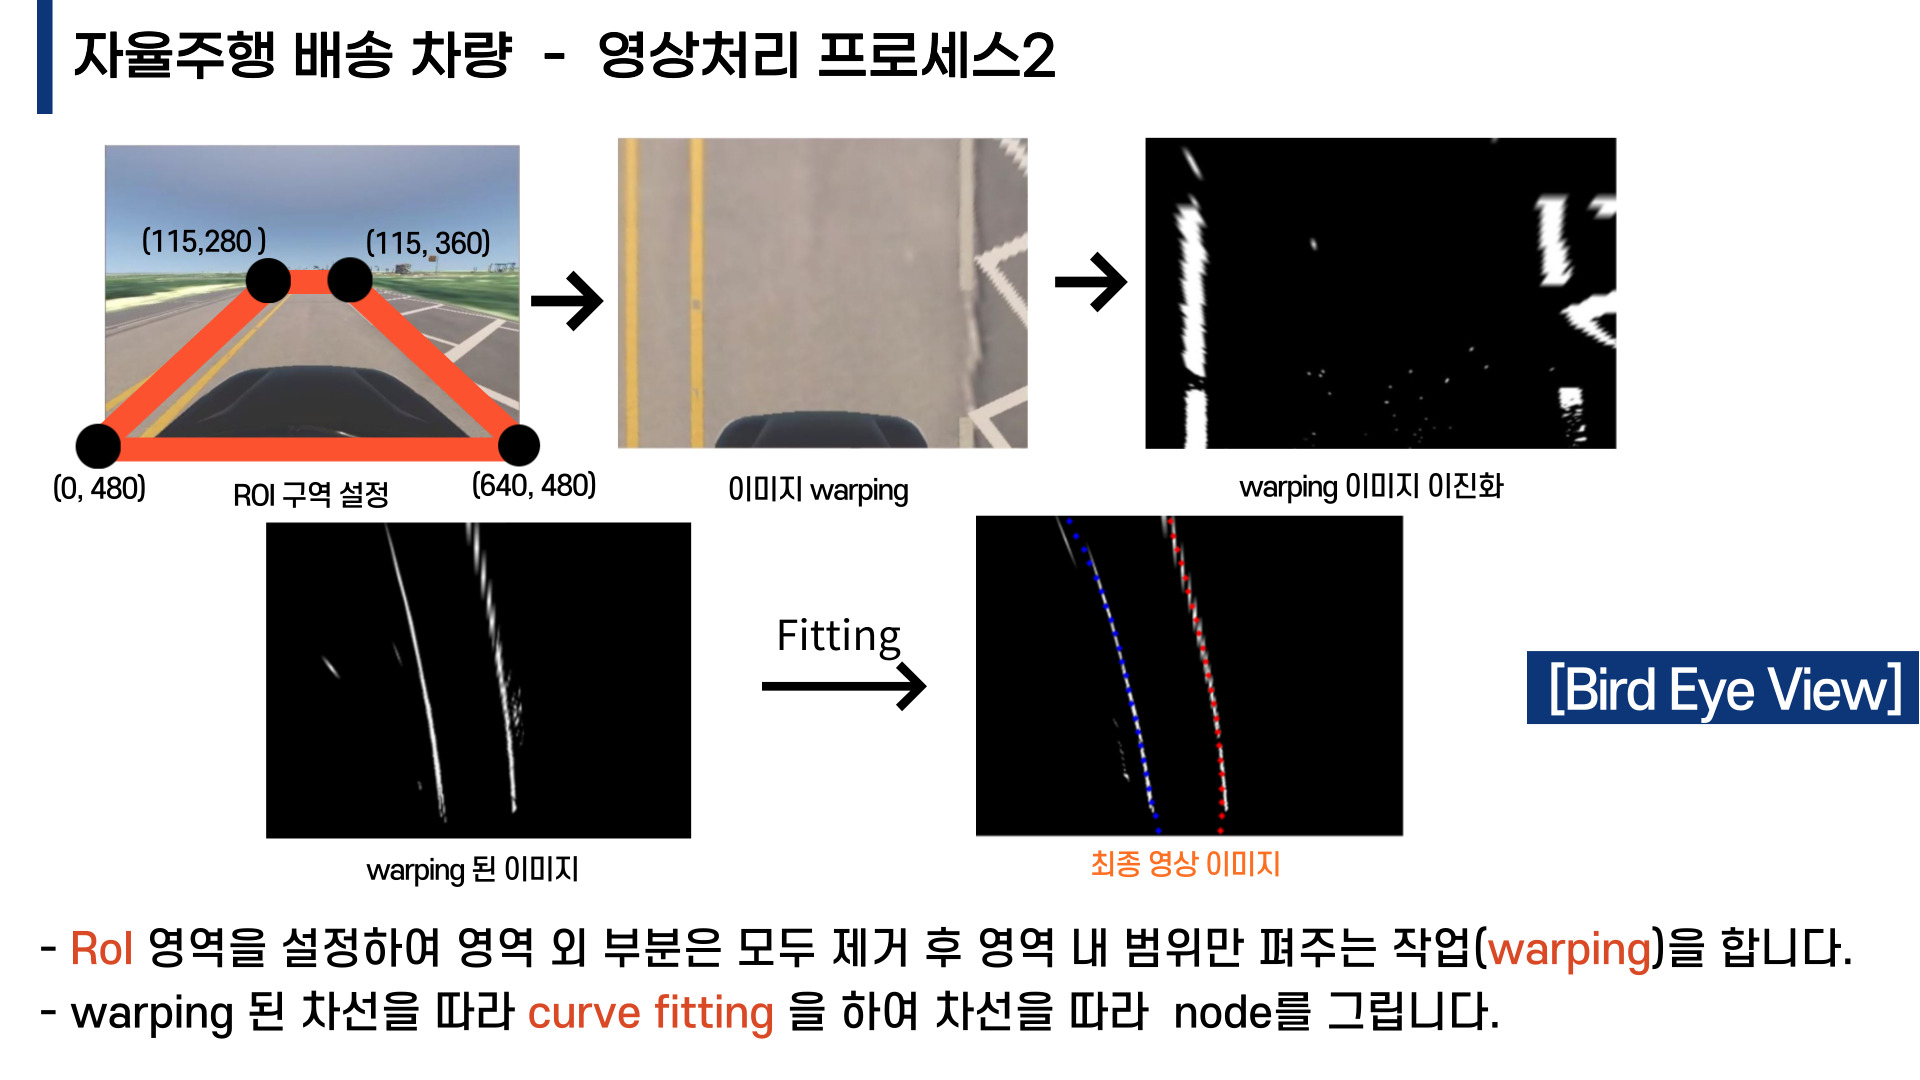 자율주행 배송 차량 - 영상처리 프로세스2
(115,280 )
(115, 360)
(0, 480)
ROI 구역 설정
(640, 480)
이미지 warping
warping 이미지 이진화
Fitting
[Bird Eye View]
warping 된 이미지
최종 영상 이미지
- RoI 영역을 설정하여 영역 외 부분은 모두 제거 후 영역 내 범위만 펴주는 작업(warping)을 합니다.
- warping 된 차선을 따라 curve fitting 을 하여 차선을 따라 node를 그립니다.